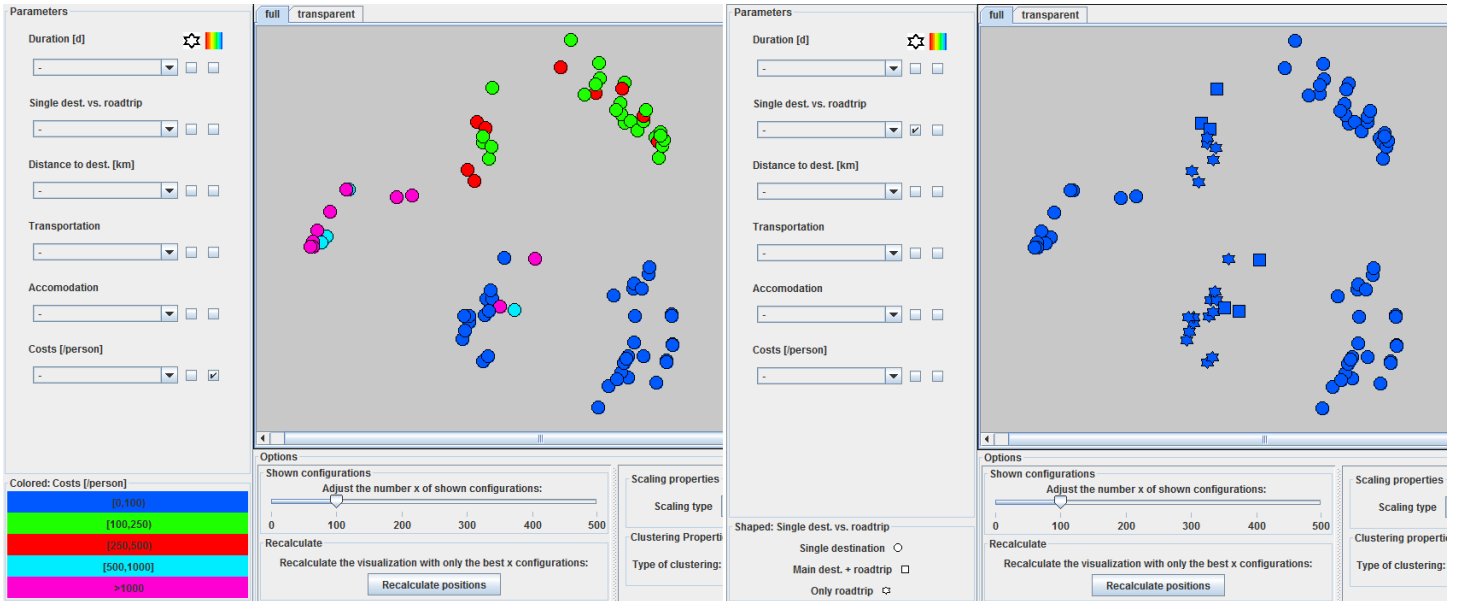 Parameters
full transparent
Duration [d]
-
Single dest. vs. roadtrip
-
Distance to dest. [km]
-
Transportation
-
Accomodation
-
Costs [/person]
-
Colored: Costs [/person]
[0,100)
[100,250)
[250,500)
[500,1000]
>1000
Options
Shown configurations
Adjust the number x of shown configurations:
0 100 200 300 400 500
Recalculate
Recalculate the visualization with only the best x configurations:
Recalculate positions
Scaling properties
Scaling type
Clustering Propertie
Type of clustering:
Parameters
full transparent
Duration [d]
-
Single dest. vs. roadtrip
-
Distance to dest. [km]
-
Transportation
-
Accomodation
-
Costs [/person]
-
Shaped: Single dest. vs. roadtrip
Single destination
Main dest. + roadtrip
Only roadtrip
Options
Shown configurations
Adjust the number x of shown configurations:
0 100 200 300 400 500
Recalculate
Recalculate the visualization with only the best x configurations:
Recalculate positions
Scaling properties
Scaling type
Clustering properti
Type of clustering: